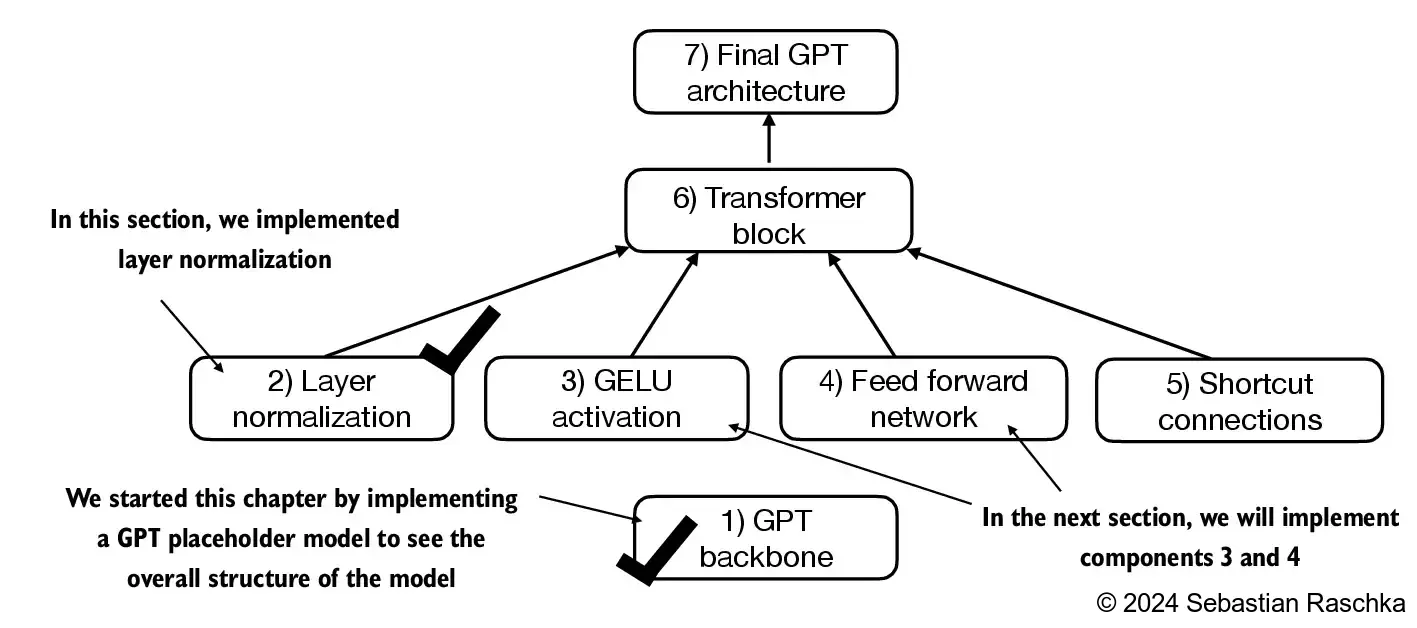 7) Final GPT
architecture
6) Transformer
block
In this section, we implemented
layer normalization
2) Layer
normalization
3) GELU
activation
4) Feed forward
network
5) Shortcut
connections
We started this chapter by implementing
a GPT placeholder model to see the
overall structure of the model
1) GPT
backbone
In the next section, we will implement
components 3 and 4
© 2024 Sebastian Raschka